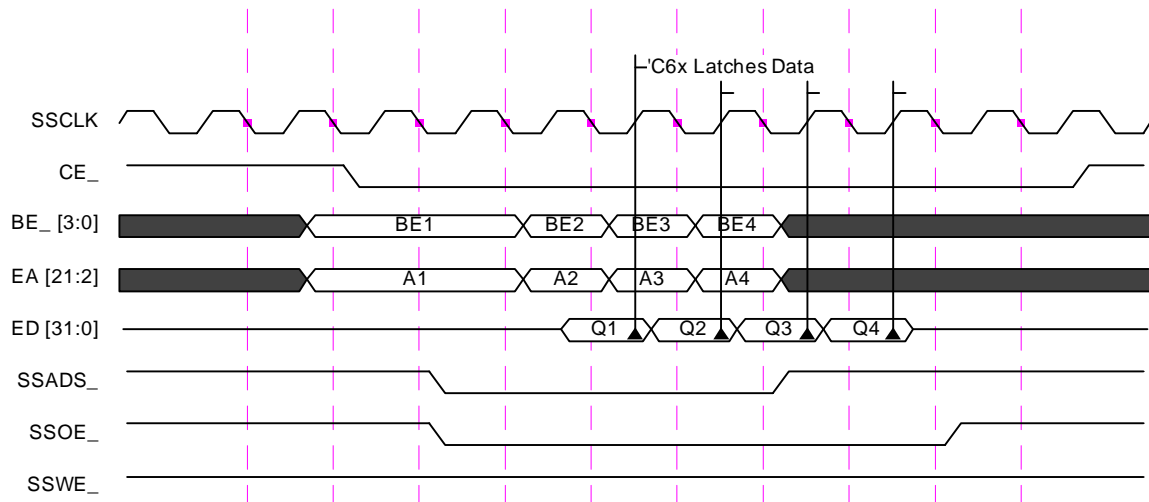 'C6x Latches Data
SSCLK
CE_
BE_ [3:0] BE1 BE2 BE3 BE4
EA [21:2] A1 A2 A3 A4
ED [31:0] Q1 Q2 Q3 Q4
SSADS_
SSOE_
SSWE_